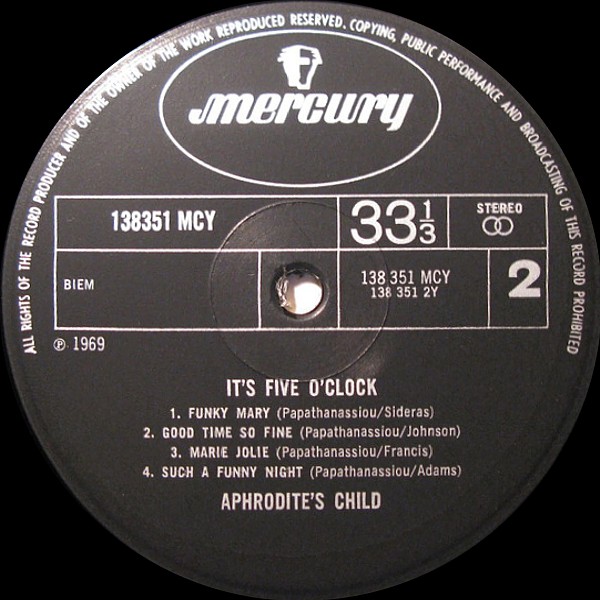 ALL RIGHTS OF THE RECORD PRODUCER AND OF THE OWNER OF THE WORK REPRODUCED RESERVED. COPYING, PUBLIC PERFORMANCE AND BROADCASTING OF THIS RECORD PROHIBITED
mercury
138351 MCY
33 1/3
STEREO
BIEM
138 351 MCY
138 351 2Y
2
℗ 1969
IT'S FIVE O'CLOCK
1. FUNKY MARY (Papathanassiou/Sideras)
2. GOOD TIME SO FINE (Papathanassiou/Johnson)
3. MARIE JOLIE (Papathanassiou/Francis)
4. SUCH A FUNNY NIGHT (Papathanassiou/Adams)
APHRODITE'S CHILD